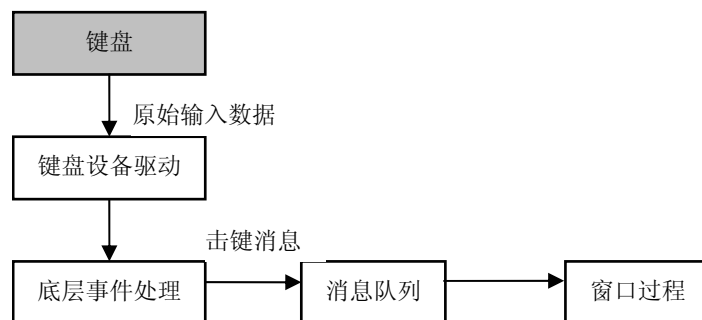 键盘
原始输入数据
键盘设备驱动
击键消息
底层事件处理
消息队列
窗口过程